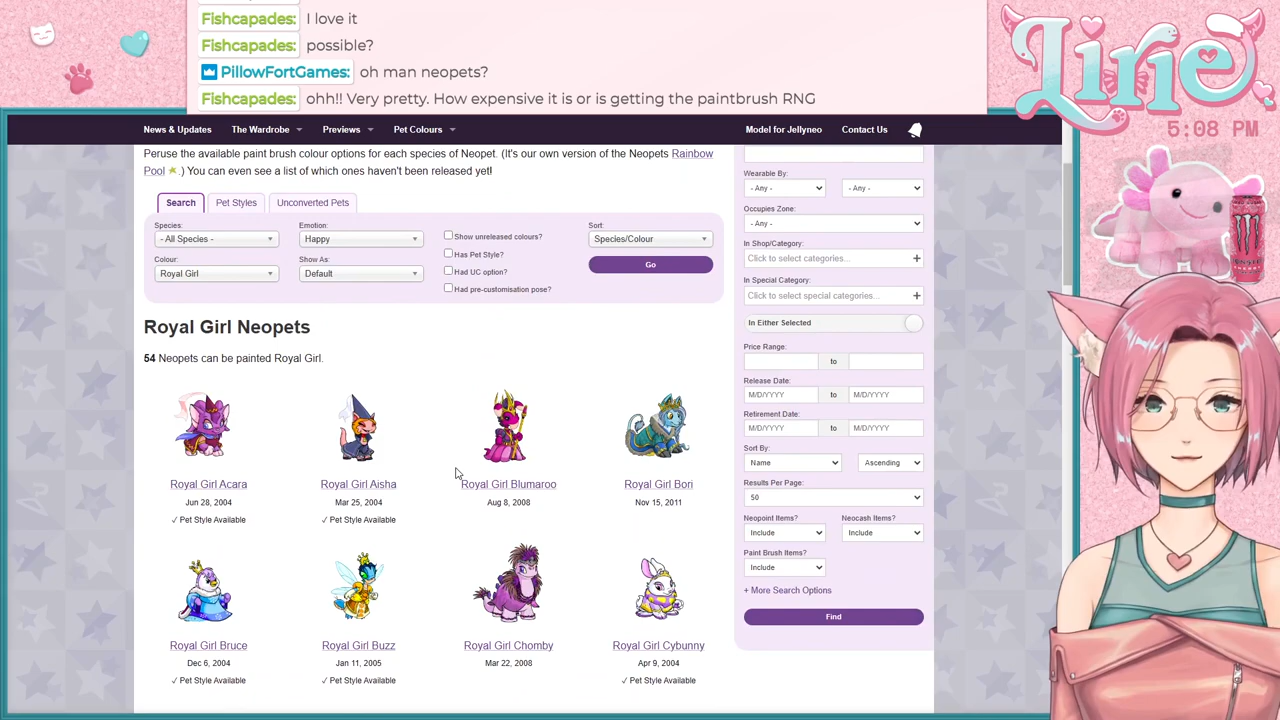 Fishcapades: I love it
Fishcapades: possible?
PillowFortGames: oh man neopets?
Fishcapades: ohh!! Very pretty. How expensive it is or is getting the paintbrush RNG
Lirie
5:08 PM
News & Updates The Wardrobe Previews Pet Colours Model for Jellyneo Contact Us
Peruse the available paint brush colour options for each species of Neopet. (It's our own version of the Neopets Rainbow
Pool .) You can even see a list of which ones haven't been released yet!
Search Pet Styles Unconverted Pets
Species: Emotion: Sort:
- All Species - Happy Show unreleased colours? Species/Colour
Has Pet Style?
Colour: Show As: Go
Royal Girl Default Had UC option?
Had pre-customisation pose?
Royal Girl Neopets
54 Neopets can be painted Royal Girl.
Royal Girl Acara Royal Girl Aisha Royal Girl Blumaroo Royal Girl Bori
Jun 28, 2004 Mar 25, 2004 Aug 8, 2008 Nov 15, 2011
✓ Pet Style Available ✓ Pet Style Available
Royal Girl Bruce Royal Girl Buzz Royal Girl Chomby Royal Girl Cybunny
Dec 6, 2004 Jan 11, 2005 Mar 22, 2008 Apr 9, 2004
✓ Pet Style Available ✓ Pet Style Available ✓ Pet Style Available
Wearable By:
- Any - - Any -
Occupies Zone:
- Any -
In Shop/Category:
Click to select categories... +
In Special Category:
Click to select special categories... +
In Either Selected
Price Range:
to
Release Date:
M/D/YYYY to M/D/YYYY
Retirement Date:
M/D/YYYY to M/D/YYYY
Sort By:
Name Ascending
Results Per Page:
50
Neopoint Items? Neocash Items?
Include Include
Paint Brush Items?
Include
+ More Search Options
Find